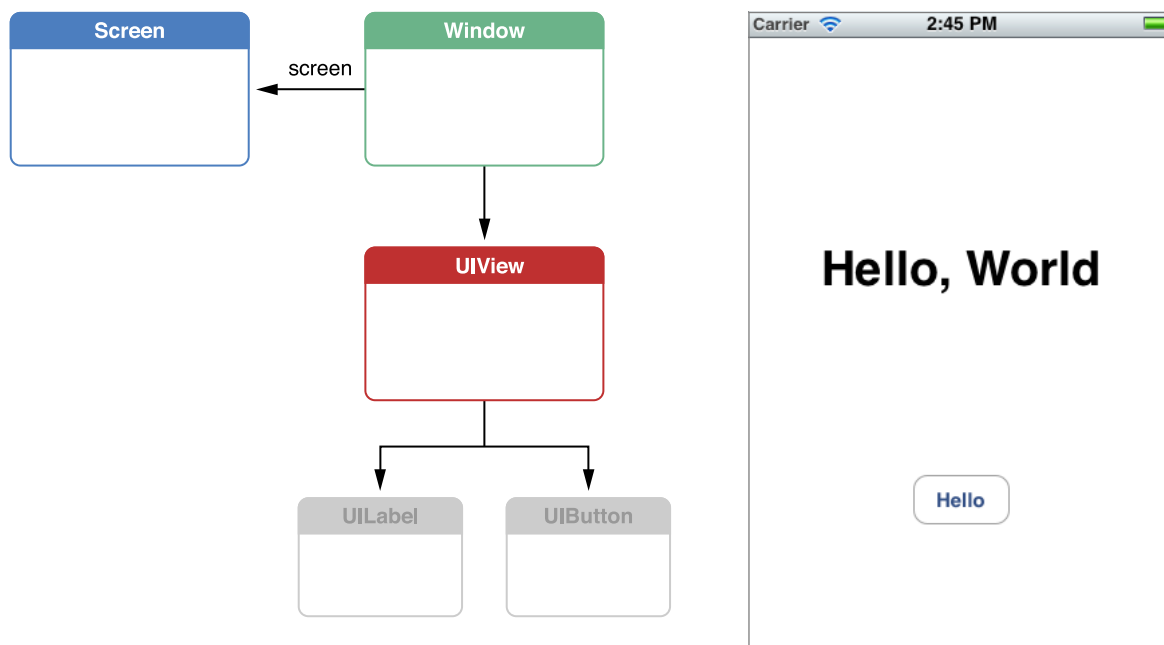 Screen
Window
screen
UIView
UILabel
UIButton
Carrier
2:45 PM
Hello, World
Hello